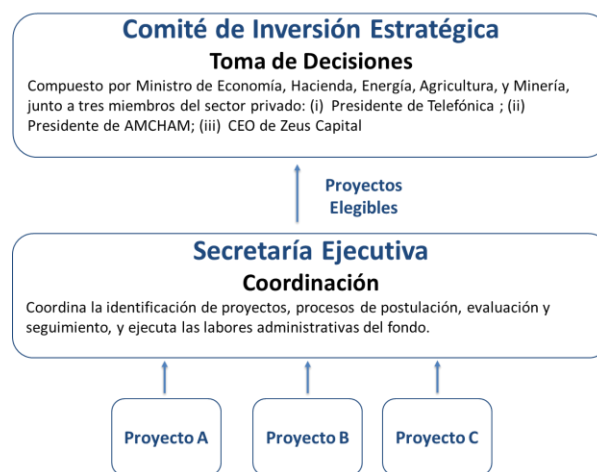 Comité de Inversión Estratégica
Toma de Decisiones
Compuesto por Ministro de Economía, Hacienda, Energía, Agricultura, y Minería,
junto a tres miembros del sector privado: (i) Presidente de Telefónica ; (ii)
Presidente de AMCHAM; (iii) CEO de Zeus Capital
Proyectos
Elegibles
Secretaría Ejecutiva
Coordinación
Coordina la identificación de proyectos, procesos de postulación, evaluación y
seguimiento, y ejecuta las labores administrativas del fondo.
Proyecto A
Proyecto B
Proyecto C